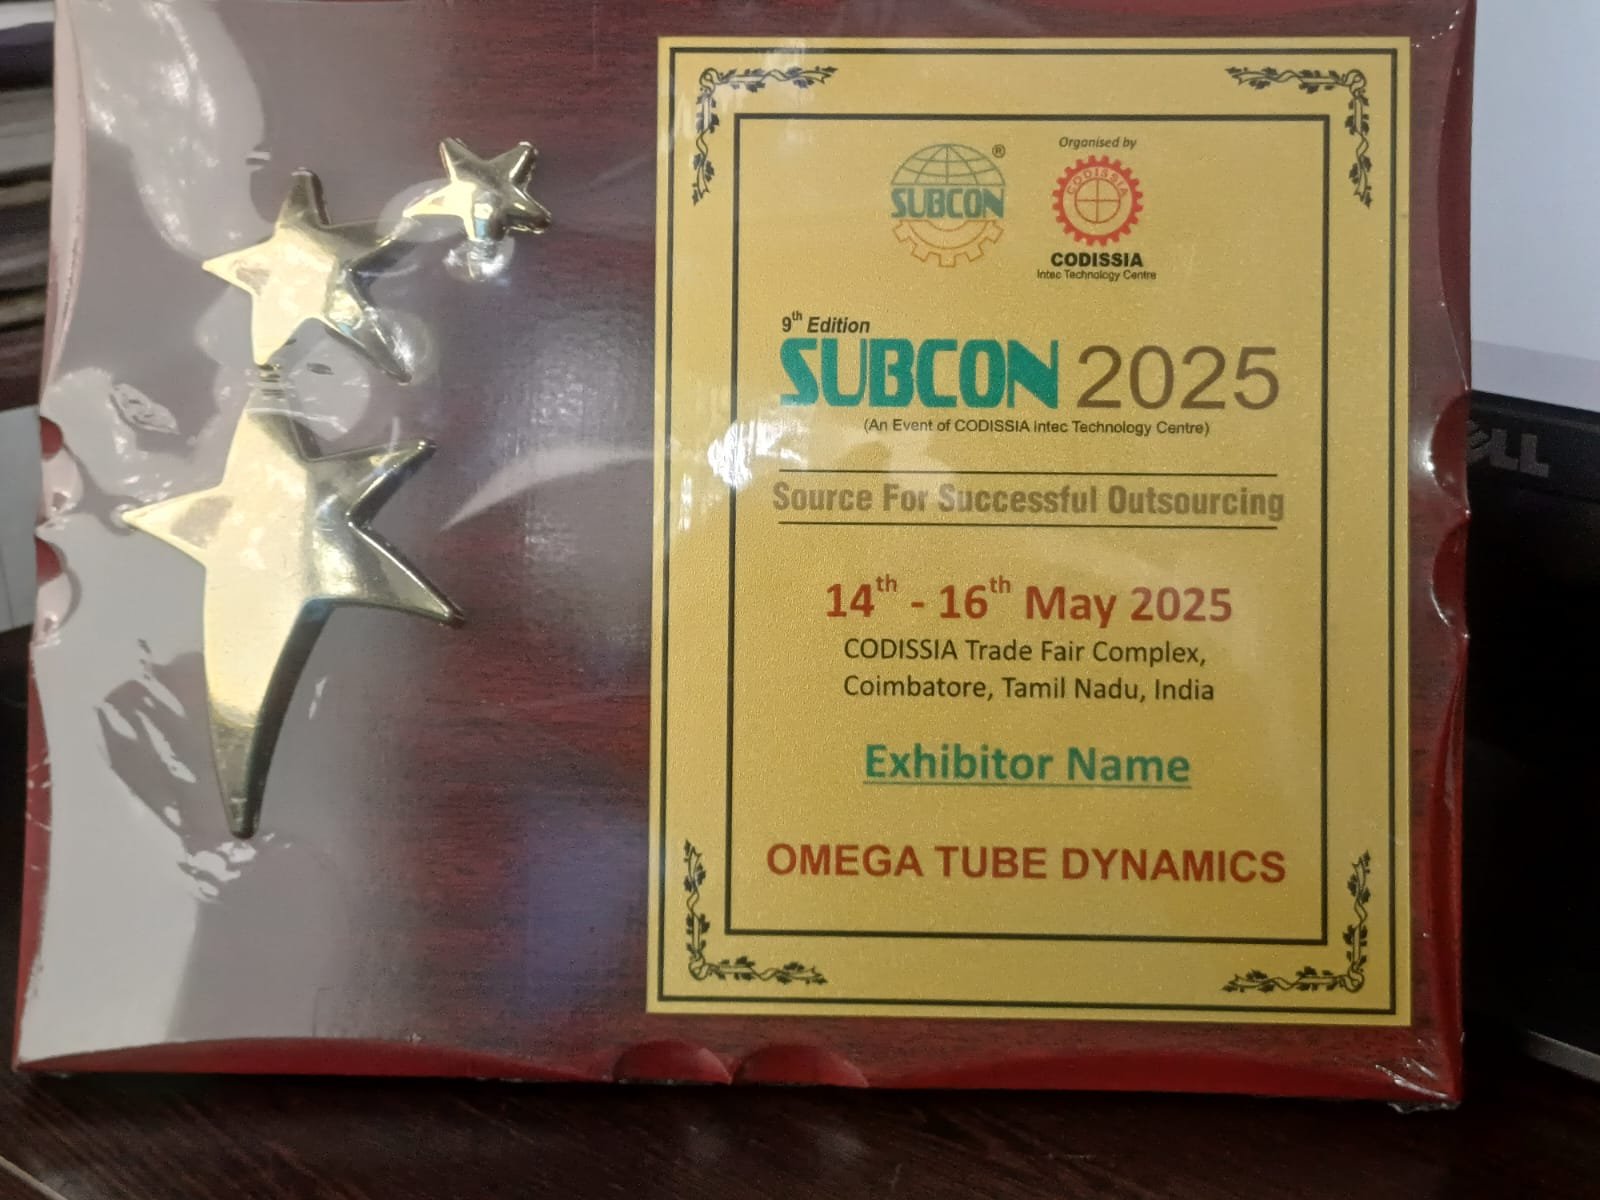 SUBCON ®
Organised by
CODISSIA
CODISSIA
Intec Technology Centre
9th Edition
SUBCON 2025
(An Event of CODISSIA Intec Technology Centre)
Source For Successful Outsourcing
14th - 16th May 2025
CODISSIA Trade Fair Complex,
Coimbatore, Tamil Nadu, India
Exhibitor Name
OMEGA TUBE DYNAMICS